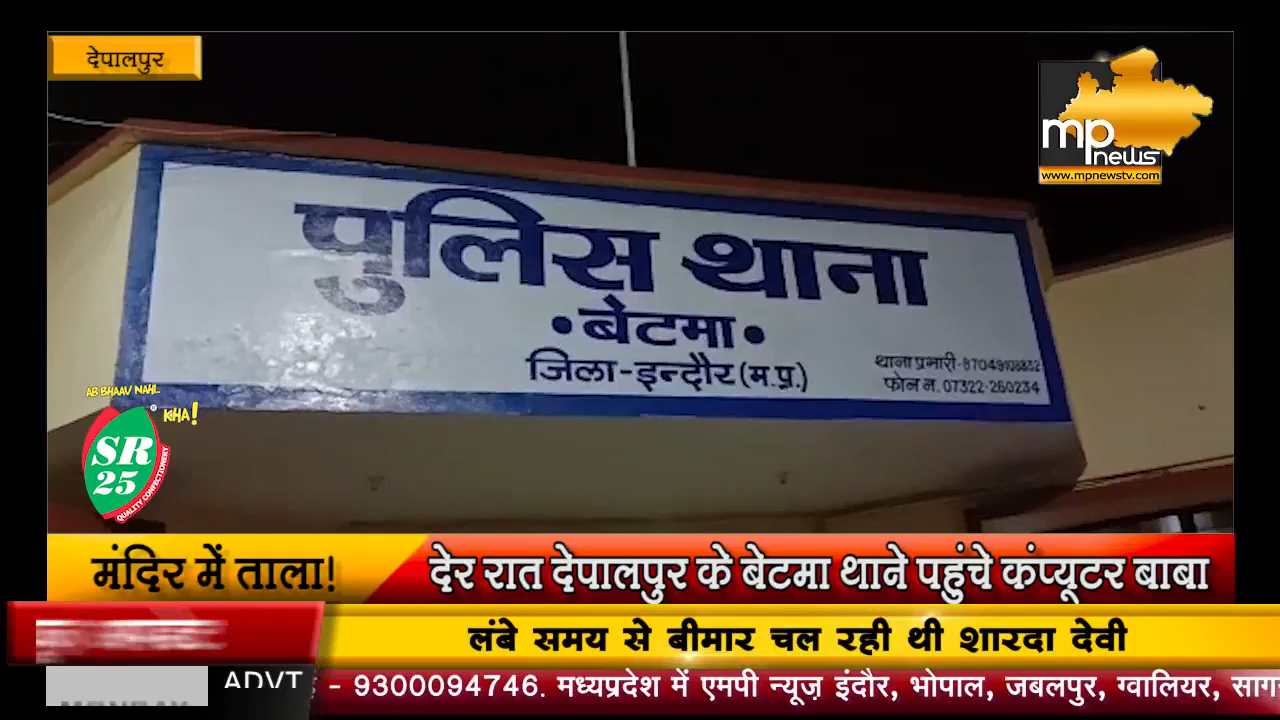 देपालपुर
mp news
www.mpnewstv.com
पुलिस थाना
• बेटमा •
जिला-इन्दौर (म.प्र.)
थाना प्रभारी-
फोन न. 07322-260234
AB BHAAV NAHI..
KHA!
SR
25
QUALITY CONFECTIONERY
मंदिर में ताला!
देर रात देपालपुर के बेटमा थाने पहुंचे कंप्यूटर बाबा
लंबे समय से बीमार चल रही थी शारदा देवी
ADVT
- 9300094746. मध्यप्रदेश में एमपी न्यूज़ इंदौर, भोपाल, जबलपुर, ग्वालियर,